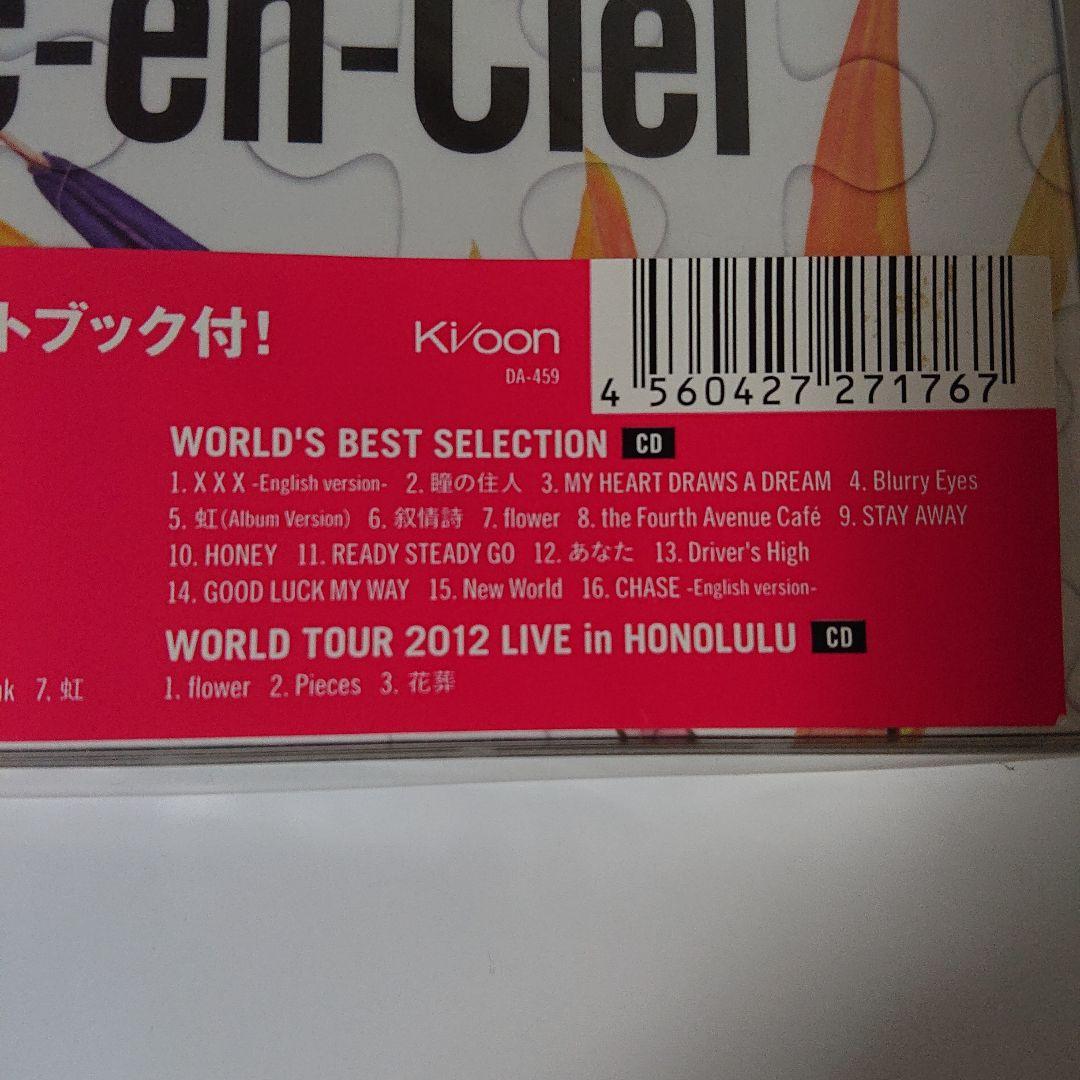 -en-Ciel
トブック付!
Ki/oon
DA-459
4 560427 271767
WORLD'S BEST SELECTION CD
1. X X X -English version- 2. 瞳の住人 3. MY HEART DRAWS A DREAM 4. Blurry Eyes
5. 虹(Album Version) 6. 叙情詩 7. flower 8. the Fourth Avenue Café 9. STAY AWAY
10. HONEY 11. READY STEADY GO 12. あなた 13. Driver's High
14. GOOD LUCK MY WAY 15. New World 16. CHASE -English version-
WORLD TOUR 2012 LIVE in HONOLULU CD
7. 虹 1. flower 2. Pieces 3. 花葬